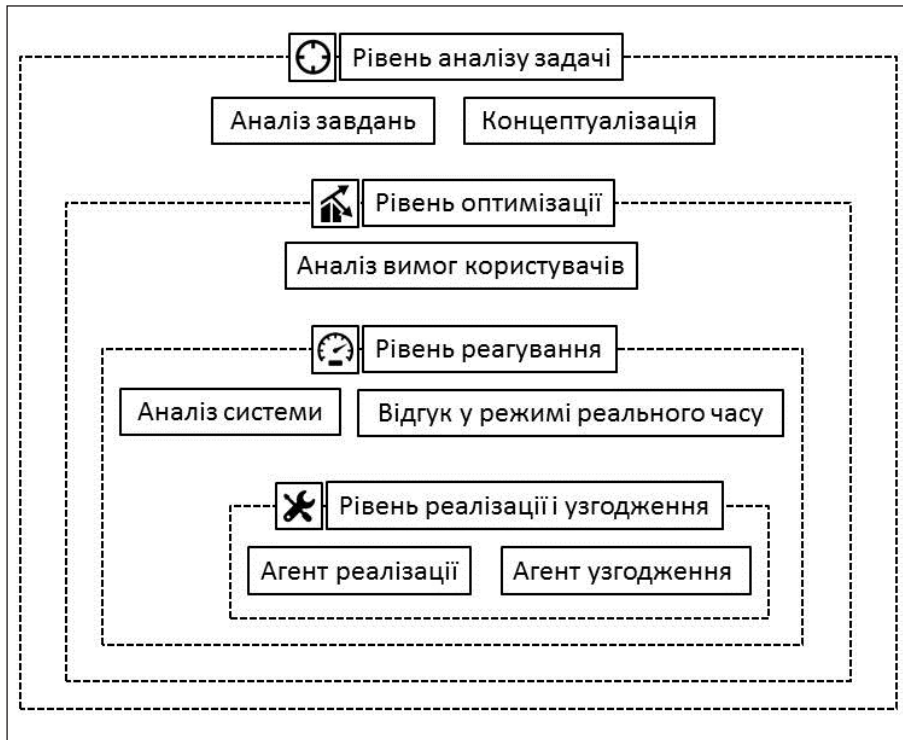 Рівень аналізу задачі
Аналіз завдань
Концептуалізація
Рівень оптимізації
Аналіз вимог користувачів
Рівень реагування
Аналіз системи
Відгук у режимі реального часу
Рівень реалізації і узгодження
Агент реалізації
Агент узгодження